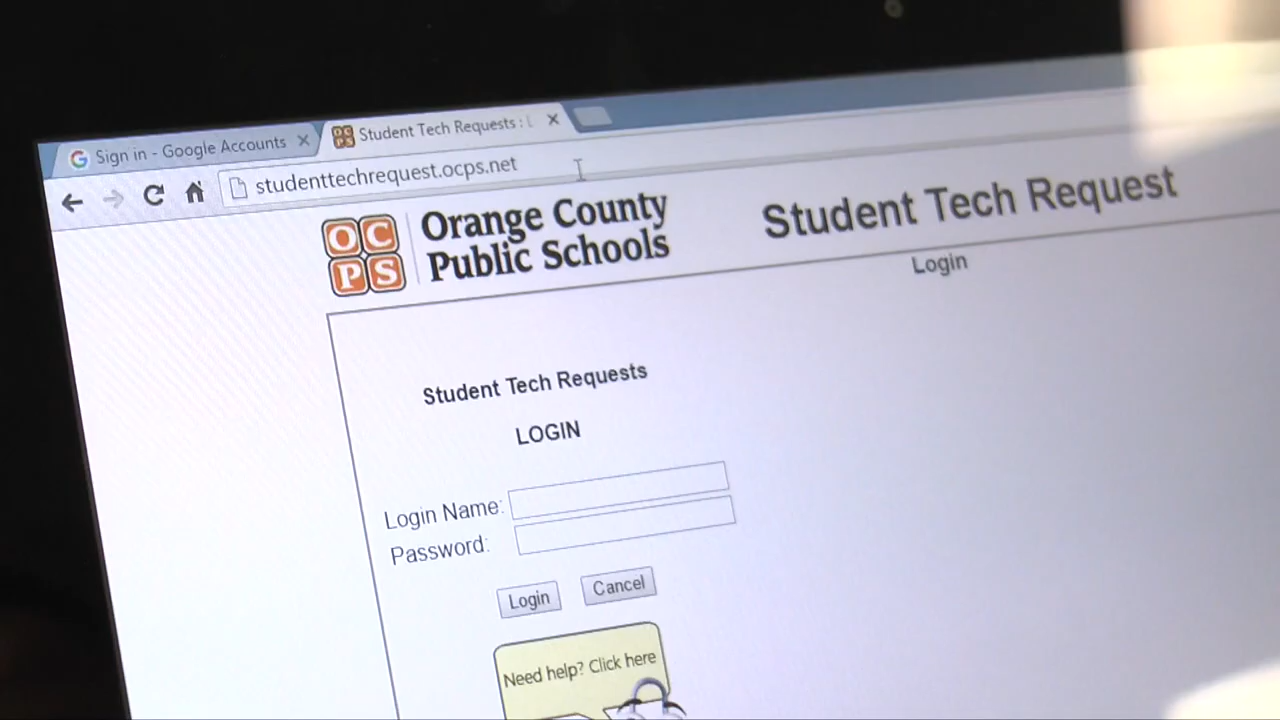 Sign in - Google Accounts
Student Tech Requests : L
studenttechrequest.ocps.net
OC
PS
Orange County
Public Schools
Student Tech Request
Login
Student Tech Requests
LOGIN
Login Name:
Password:
Login
Cancel
Need help? Click here